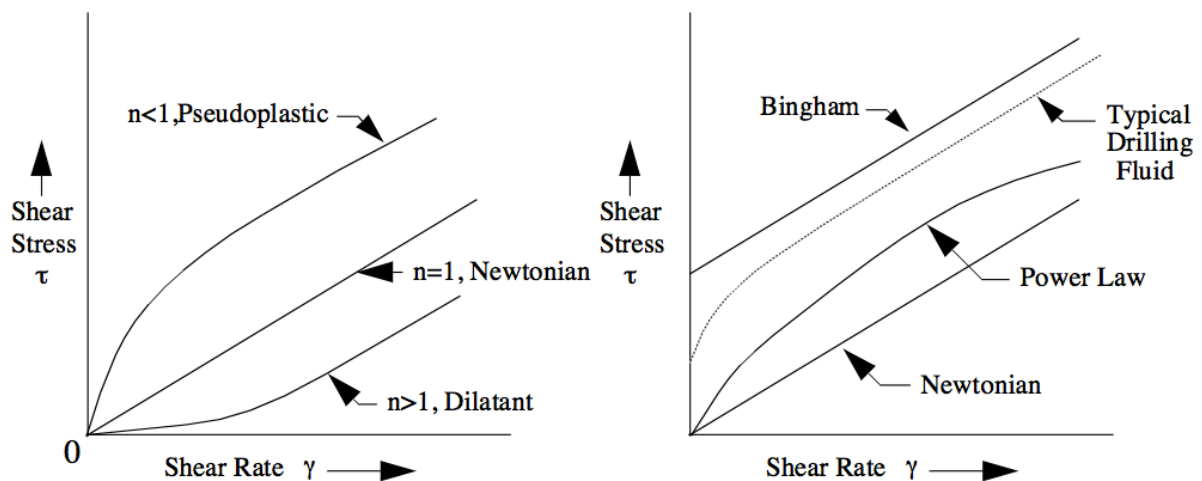 n<1,Pseudoplastic
Shear
Stress
τ
n=1, Newtonian
n>1, Dilatant
0
Shear Rate γ
Bingham
Typical
Drilling
Fluid
Shear
Stress
τ
Power Law
Newtonian
Shear Rate γ